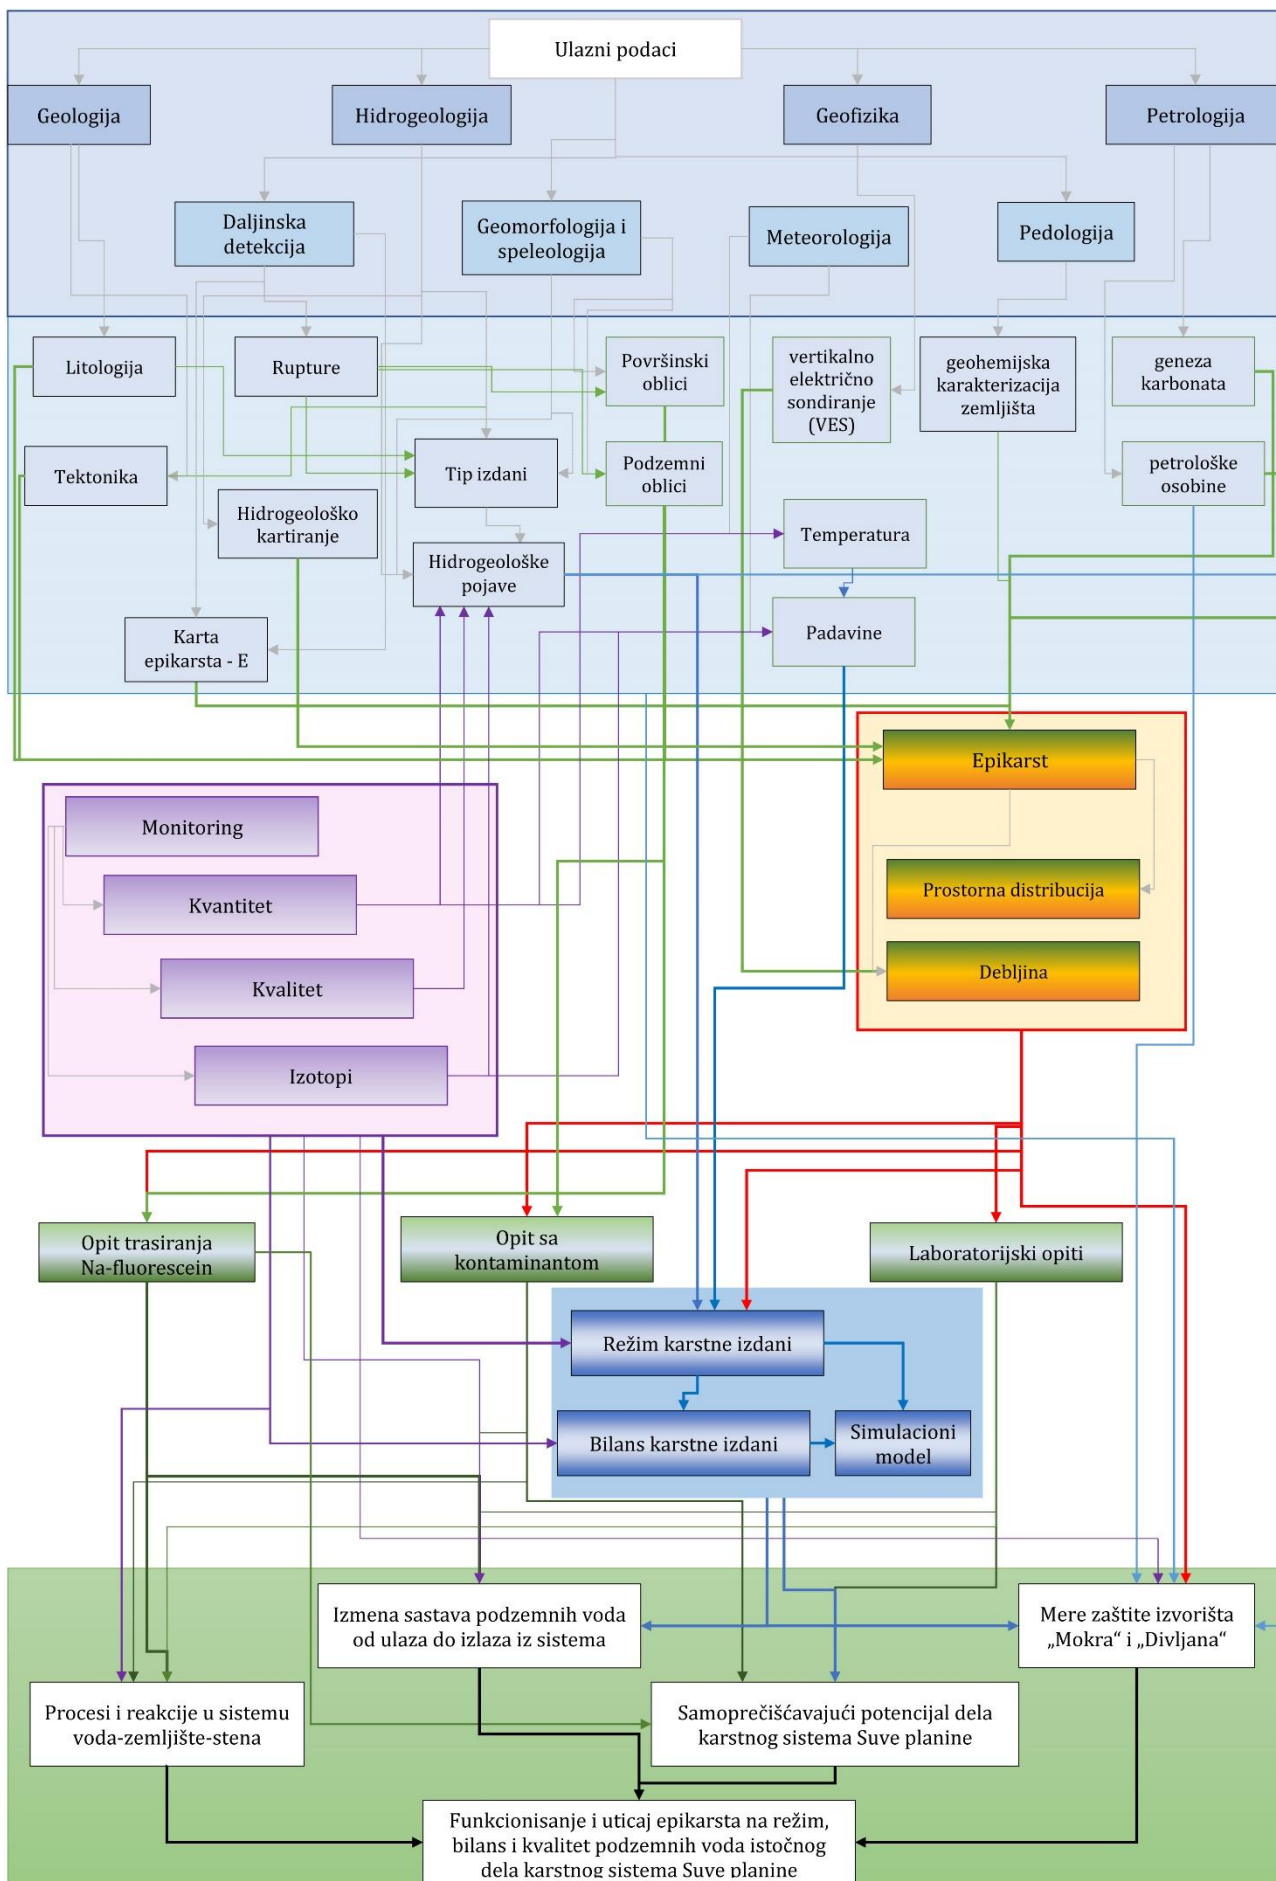 Ulazni podaci
Geologija
Hidrogeologija
Geofizika
Petrologija
Daljinska
detekcija
Geomorfologija i
speleologija
Meteorologija
Pedologija
Litologija
Rupture
Površinski
oblici
vertikalno
električno
sondiranje
(VES)
geohemijska
karakterizacija
zemljišta
geneza
karbonata
Tektonika
Tip izdani
Podzemni
oblici
petrološke
osobine
Hidrogeološko
kartiranje
Hidrogeološke
pojave
Temperatura
Karta
epikarsta - E
Padavine
Epikarst
Monitoring
Prostorna distribucija
Kvantitet
Debljina
Kvalitet
Izotopi
Opit trasiranja
Na-fluorescein
Opit sa
kontaminantom
Laboratorijski opiti
Režim karstne izdani
Bilans karstne izdani
Simulacioni
model
Izmena sastava podzemnih voda
od ulaza do izlaza iz sistema
Mere zaštite izvorišta
„Mokra“ i „Divljana“
Procesi i reakcije u sistemu
voda-zemljište-stena
Samoprečišćavajući potencijal dela
karstnog sistema Suve planine
Funkcionisanje i uticaj epikarsta na režim,
bilans i kvalitet podzemnih voda istočnog
dela karstnog sistema Suve planine